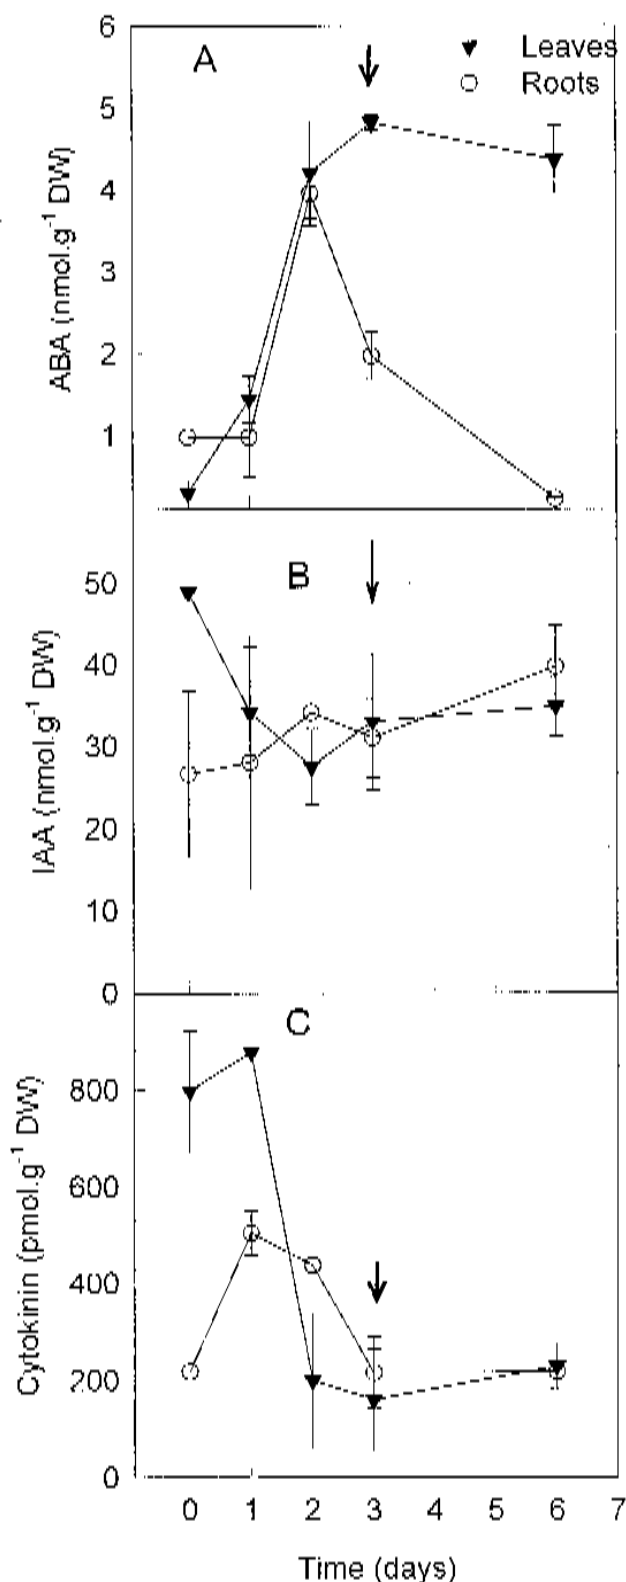 6
A
Leaves
Roots
5
4
3
2
1
ABA (nmol.g⁻¹ DW)
B
50
40
30
20
10
0
IAA (nmol.g⁻¹ DW)
C
800
600
400
200
0
Cytokinin (pmol.g⁻¹ DW)
0 1 2 3 4 5 6 7
Time (days)